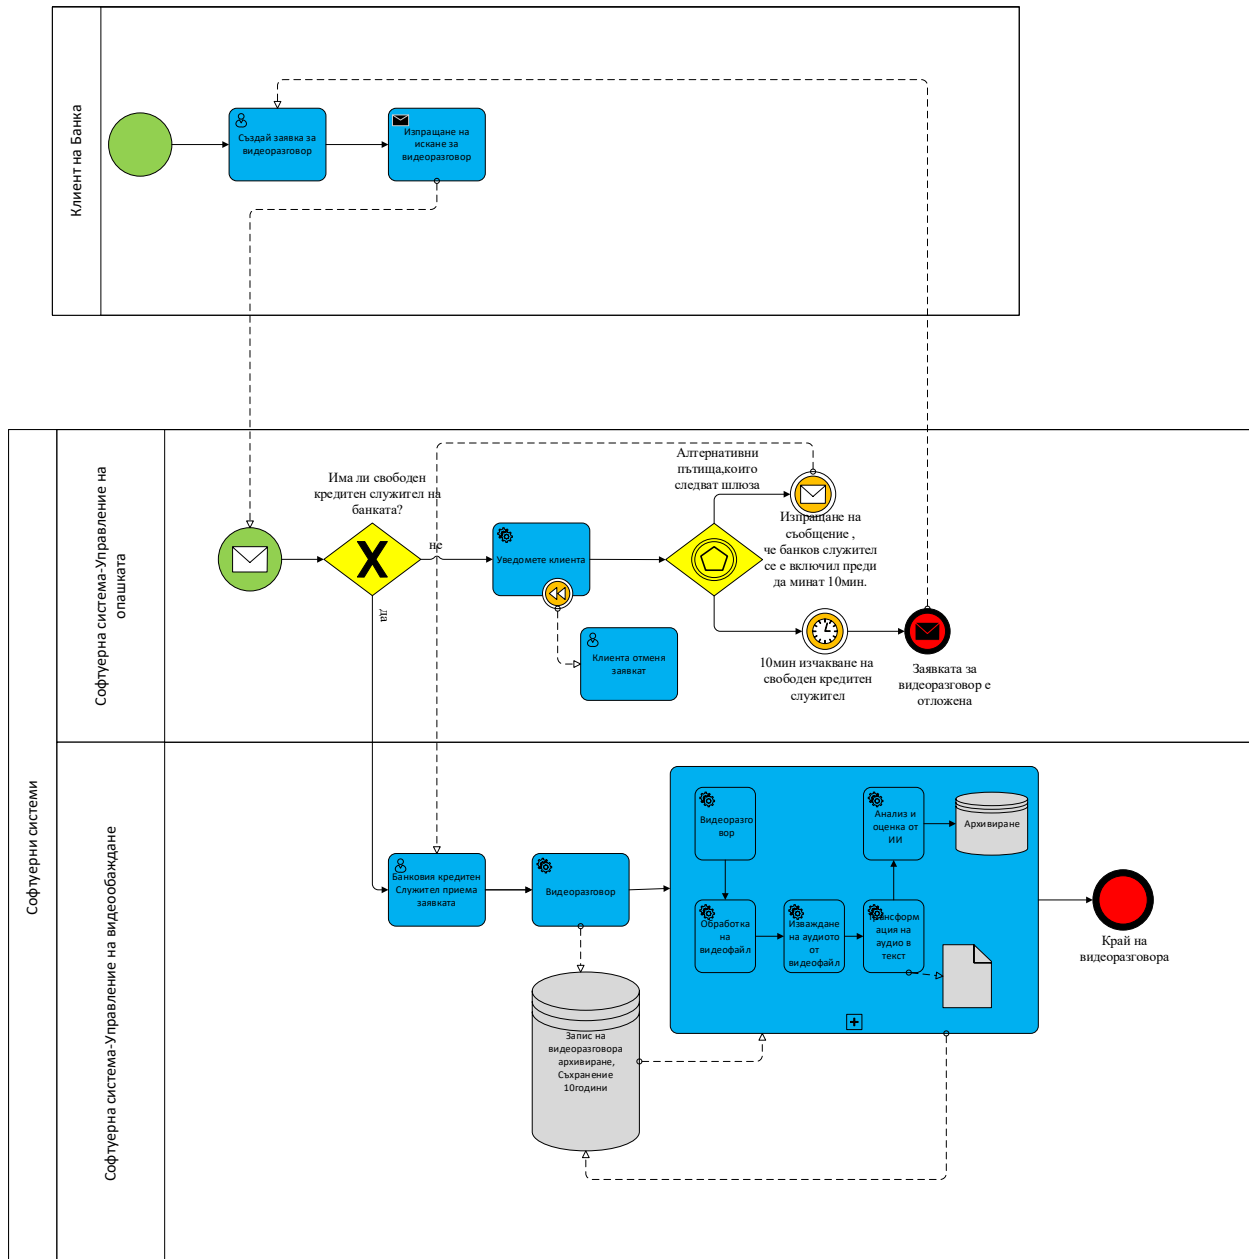 Клиент на Банка
Създай заявка за
видеоразговор
Изпращане на
искане за
видеоразговор
Софтуерни системи
Софтуерна система-Управление на
опашката
Има ли свободен
кредитен служител на
банката?
не
да
Уведомете клиента
Клиента отменя
заявкат
Алтернативни
пътища,които
следват шлюза
Изпращане на
съобщение ,
че банков служител
се е включил преди
да минат 10мин.
10мин изчакване на
свободен кредитен
служител
Заявката за
видеоразговор е
отложена
Софтуерна система-Управление на видеообаждане
Банковия кредитен
Служител приема
заявката
Видеоразговор
Запис на
видеоразговора
архивиране,
Съхранение
10години
Видеоразго
вор
Обработка
на
видеофайл
Изваждане
на аудиото
от
видеофайл
Трансформ
ация на
аудио в
текст
Анализ и
оценка от
ИИ
Архивиране
Край на
видеоразговора